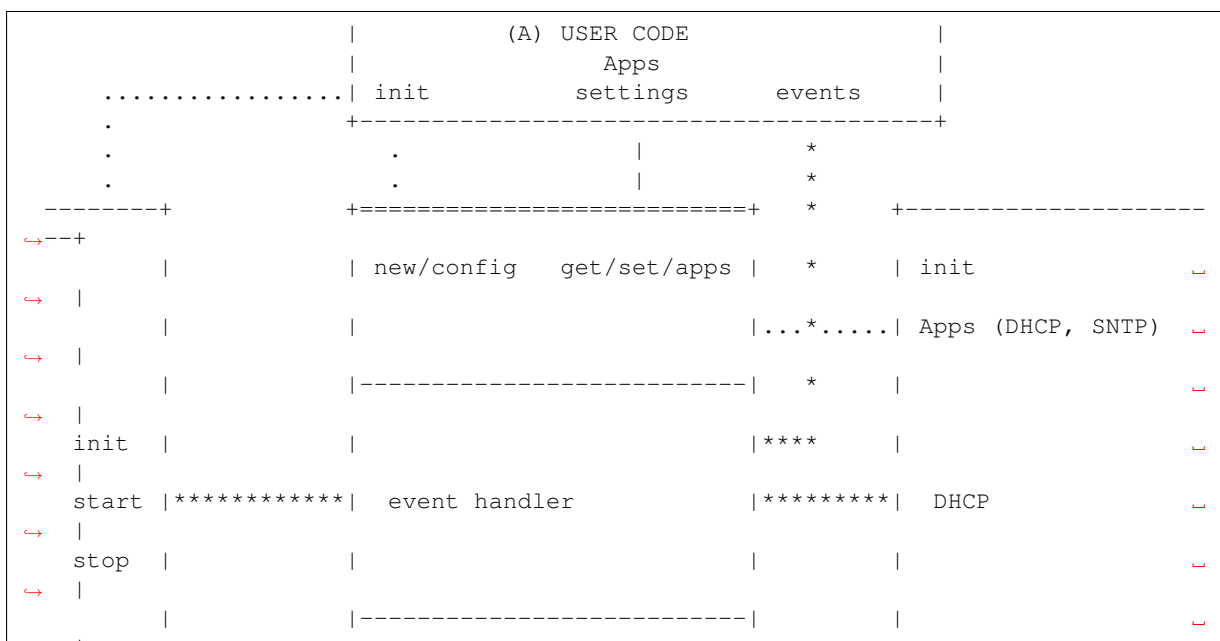 |          (A) USER CODE                 |
|                 Apps                   |
.................| init          settings      events     |
.                +----------------------------------------+
.                   .                |           *
.                   .                |           *
--------+            +===========================+   *     +---------------------
↪--+
|            | new/config   get/set/apps |   *     | init                   ␣
↪  |
|            |                           |...*.....| Apps (DHCP, SNTP)  ␣
↪  |
|            |---------------------------|   *     |                    ␣
↪  |
init  |            |                           |****     |                    ␣
↪  |
start |************|  event handler            |*********|  DHCP              ␣
↪  |
stop  |            |                           |         |                    ␣
↪  |
|            |---------------------------|         |                    ␣